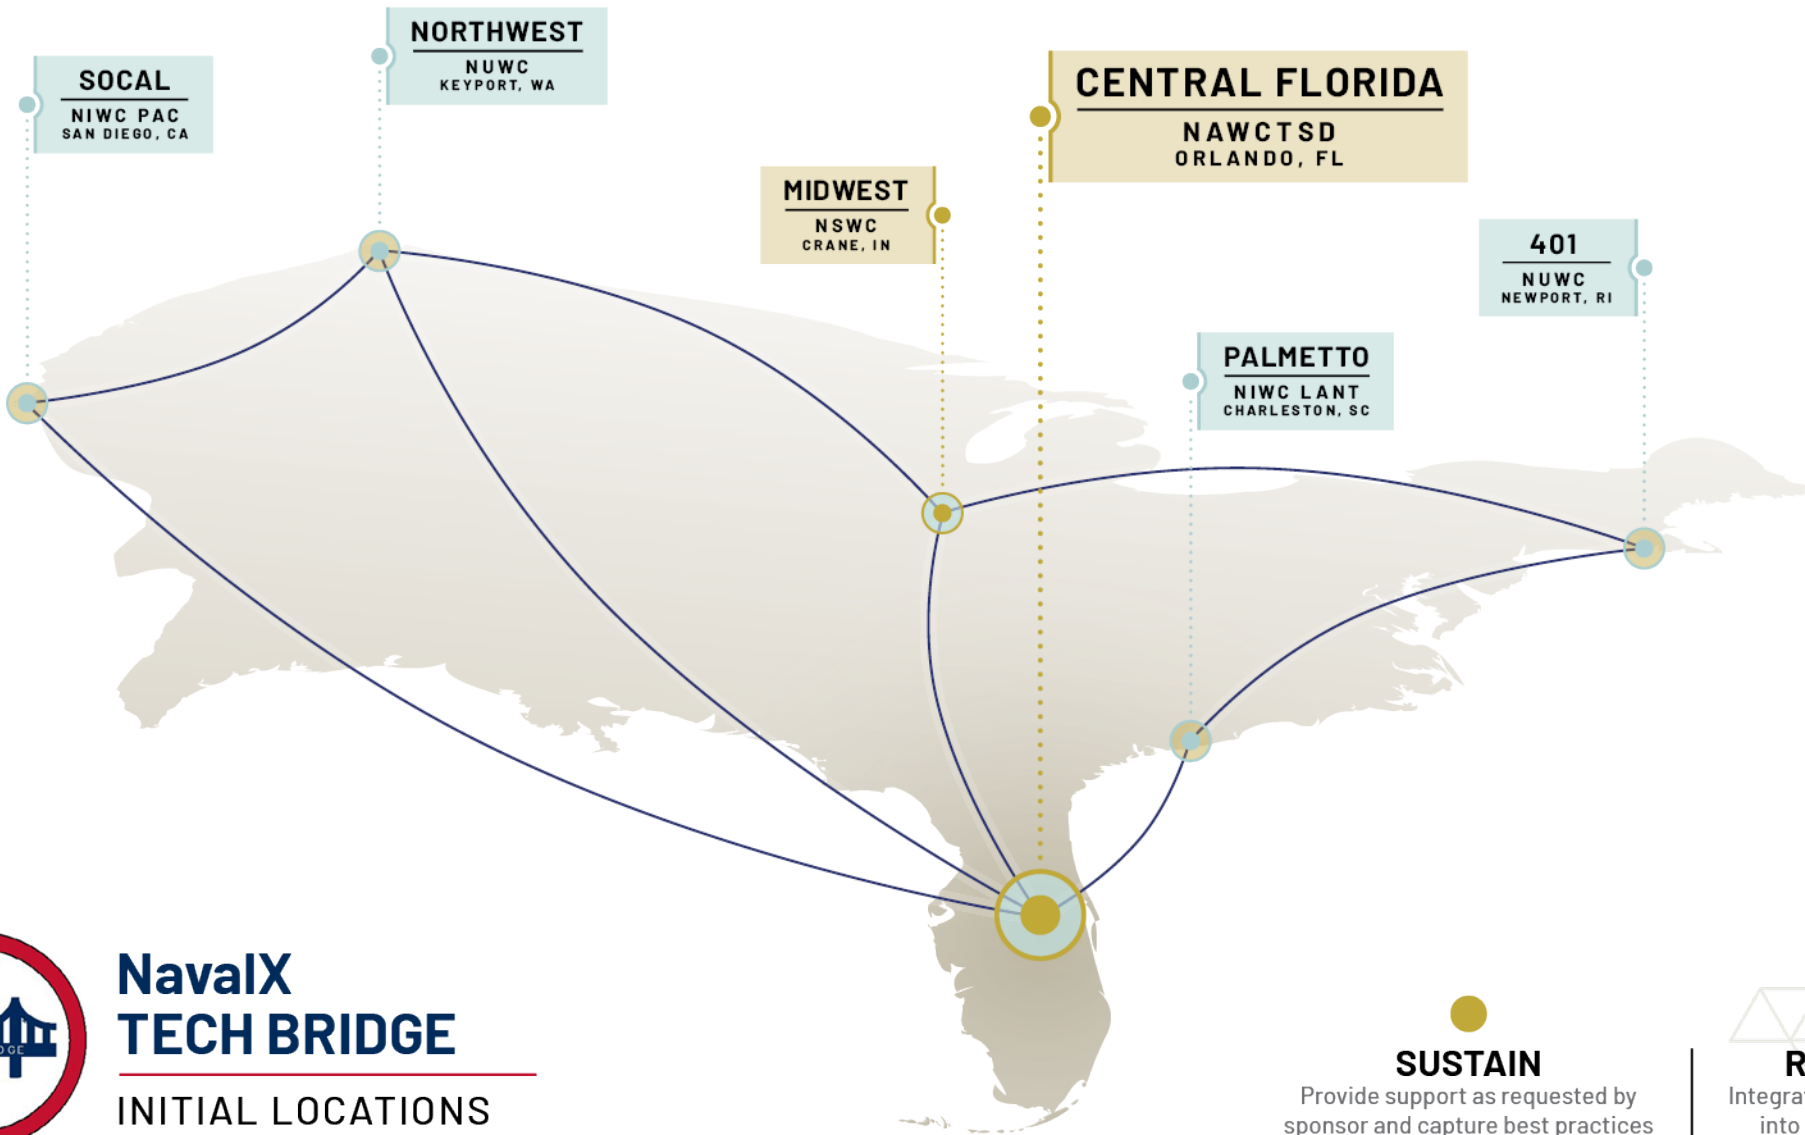 NORTHWEST
NUWC
KEYPORT, WA
SOCAL
NIWC PAC
SAN DIEGO, CA
CENTRAL FLORIDA
NAWCTSD
ORLANDO, FL
MIDWEST
NSWC
CRANE, IN
401
NUWC
NEWPORT, RI
PALMETTO
NIWC LANT
CHARLESTON, SC
NavalX
TECH BRIDGE
INITIAL LOCATIONS
SUSTAIN
Provide support as requested by
sponsor and capture best practices
into